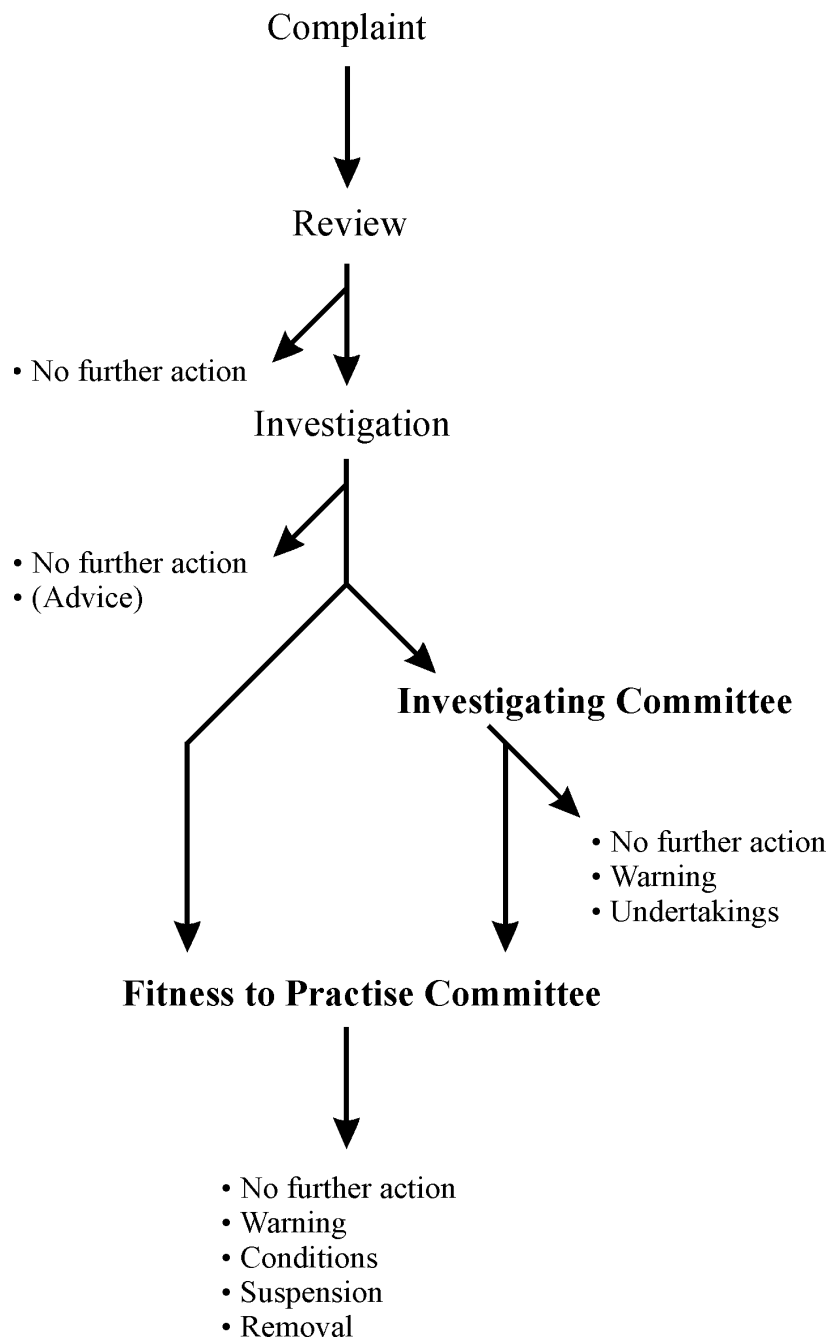 Complaint
Review
• No further action
Investigation
• No further action
• (Advice)
Investigating Committee
• No further action
• Warning
• Undertakings
Fitness to Practise Committee
• No further action
• Warning
• Conditions
• Suspension
• Removal